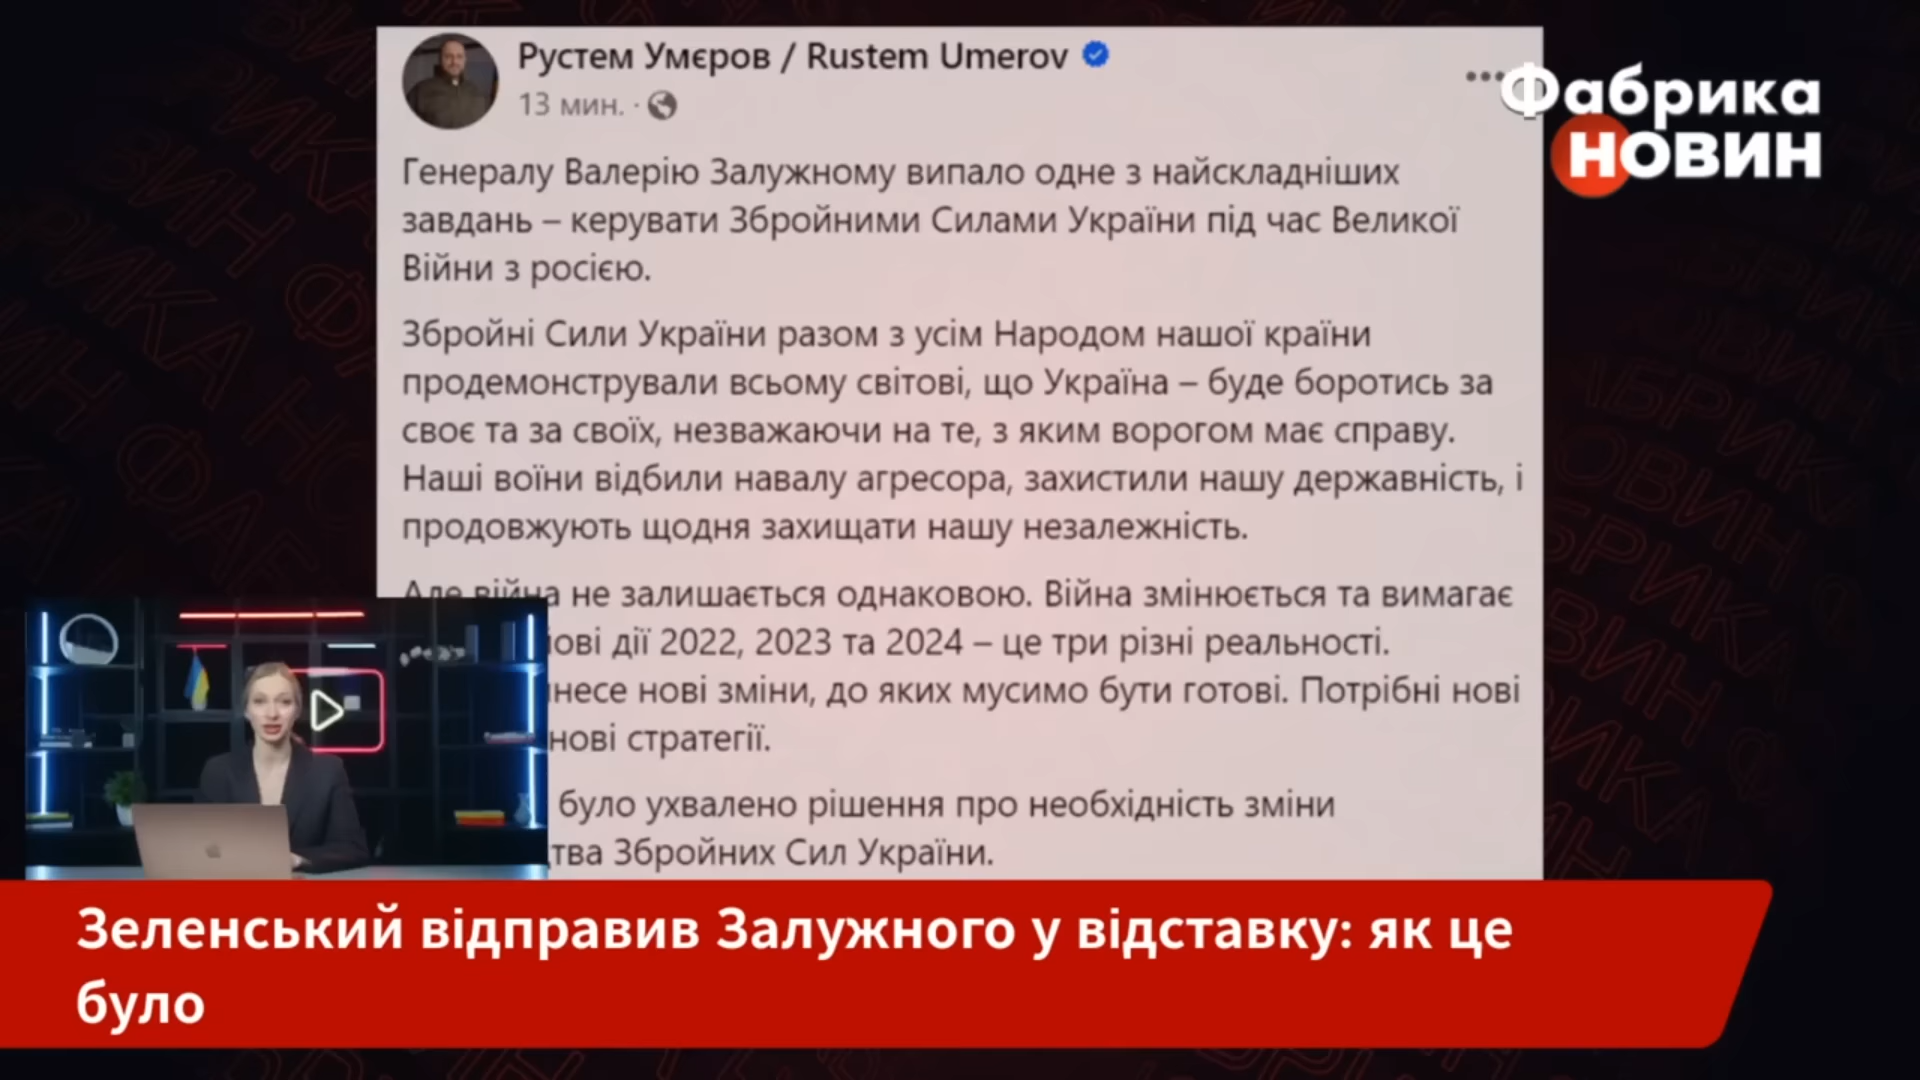 Рустем Умєров / Rustem Umerov
13 мин. ·
Фабрика
новин
Генералу Валерію Залужному випало одне з найскладніших
завдань – керувати Збройними Силами України під час Великої
Війни з росією.
Збройні Сили України разом з усім Народом нашої країни
продемонстрували всьому світові, що Україна – буде боротись за
своє та за своїх, незважаючи на те, з яким ворогом має справу.
Наші воїни відбили навалу агресора, захистили нашу державність, і
продовжують щодня захищати нашу незалежність.
Але війна не залишається однаковою. Війна змінюється та вимагає
дії 2022, 2023 та 2024 – це три різні реальності.
нові зміни, до яких мусимо бути готові. Потрібні нові
нові стратегії.
було ухвалено рішення про необхідність зміни
Збройних Сил України.
Зеленський відправив Залужного у відставку: як це
було